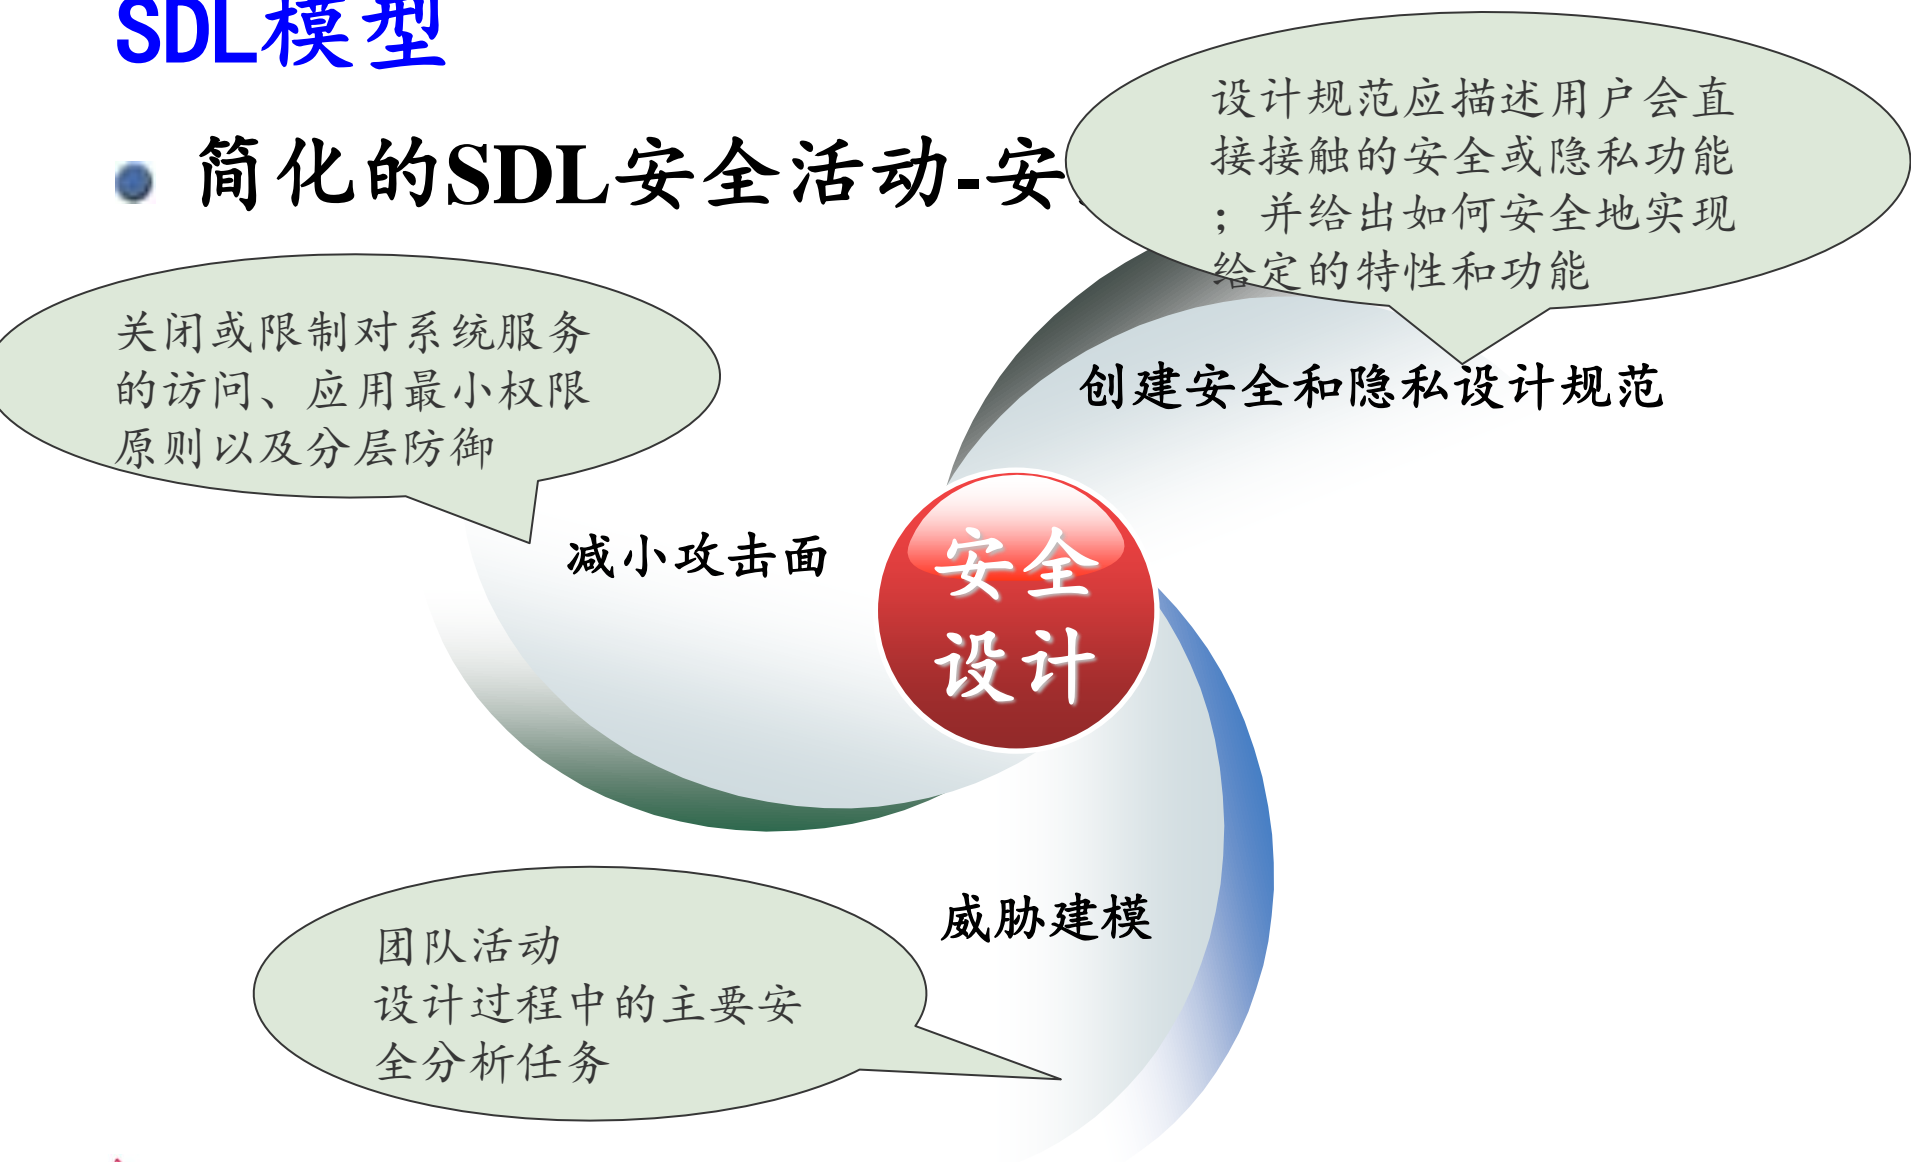 SDL模型
简化的SDL安全活动-安
设计规范应描述用户会直
接接触的安全或隐私功能
；并给出如何安全地实现
给定的特性和功能
关闭或限制对系统服务
的访问、应用最小权限
原则以及分层防御
创建安全和隐私设计规范
减小攻击面
安全
设计
威胁建模
团队活动
设计过程中的主要安
全分析任务